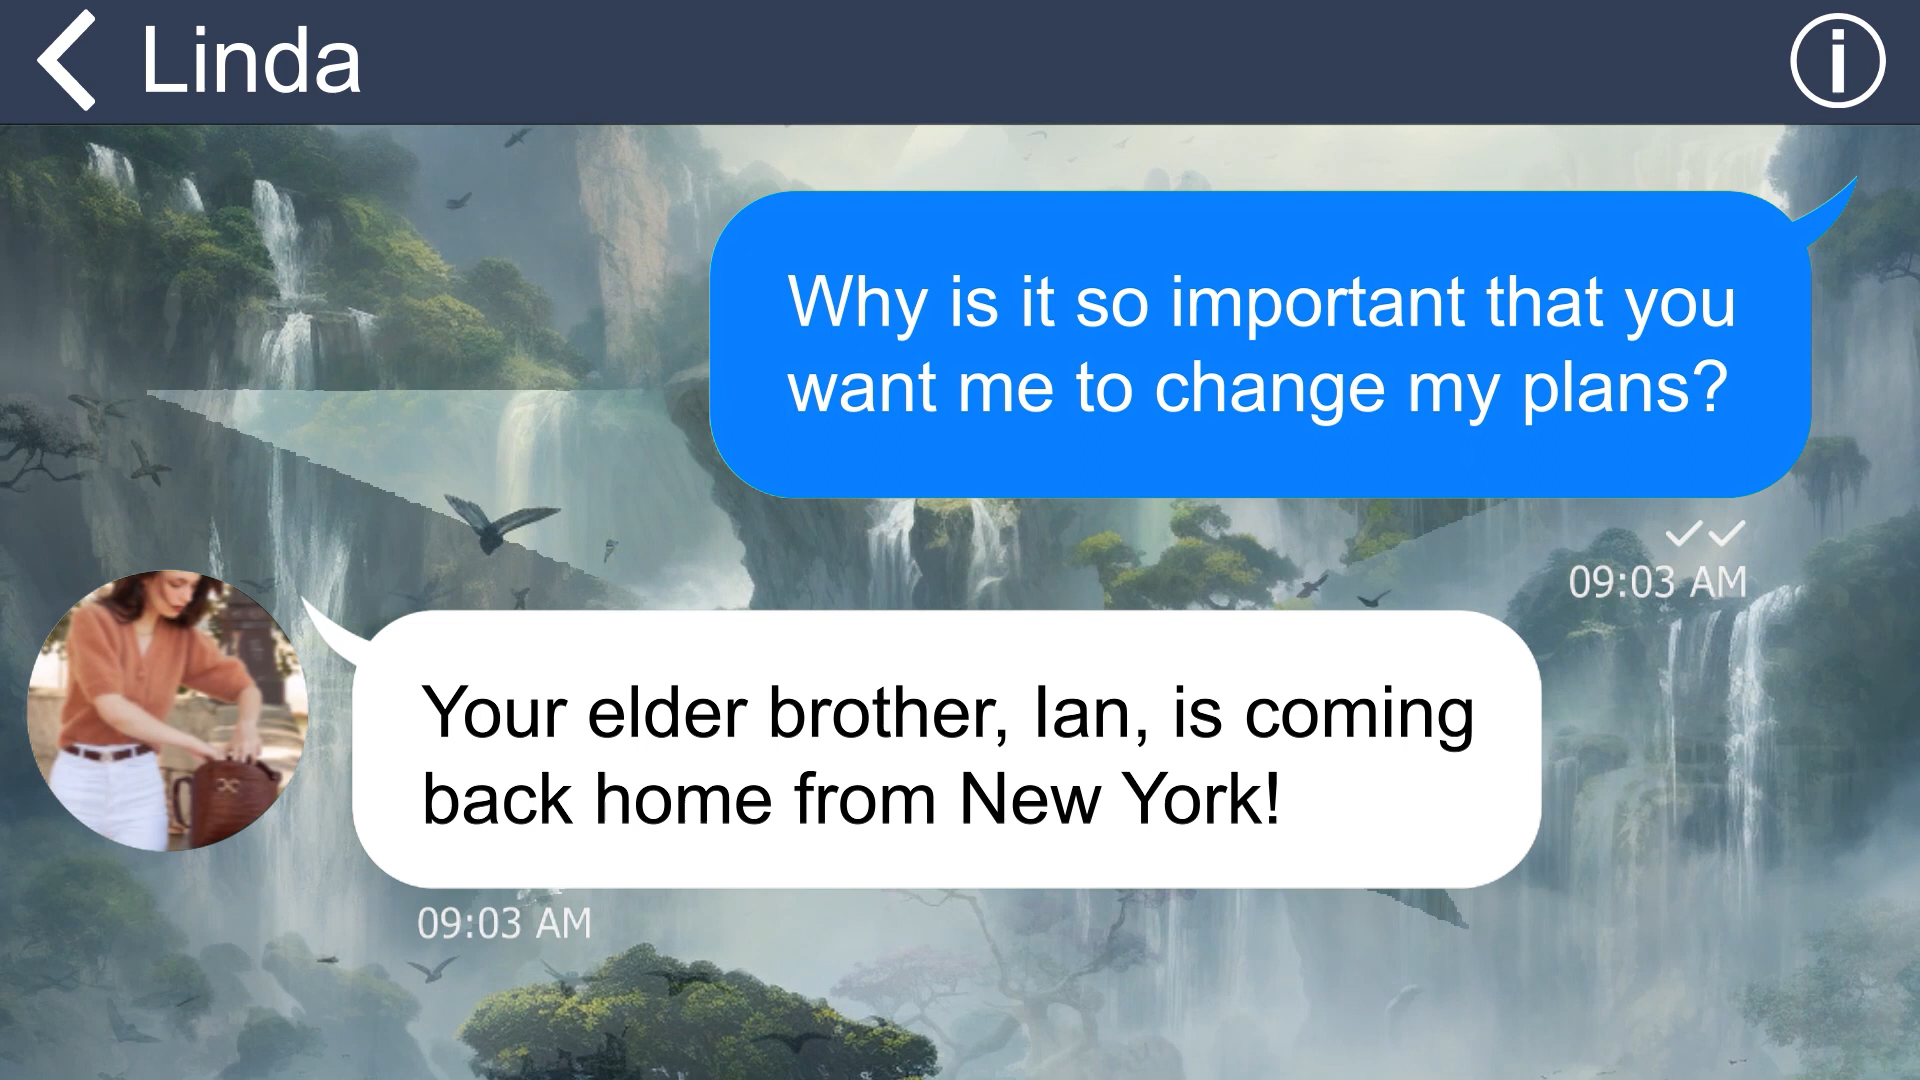 Linda
Why is it so important that you
want me to change my plans?
09:03 AM
Your elder brother, Ian, is coming
back home from New York!
09:03 AM